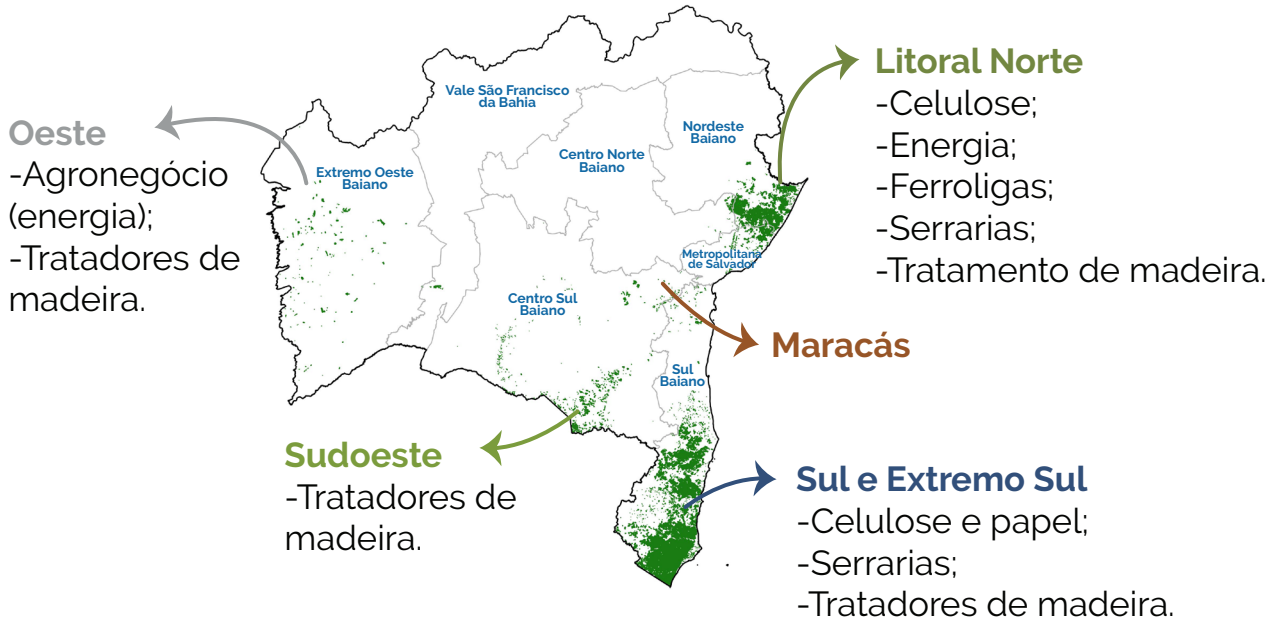 Oeste
-Agronegócio
(energia);
-Tratadores de
madeira.
Vale São Francisco
da Bahia
Extremo Oeste
Baiano
Centro Norte
Baiano
Nordeste
Baiano
Metropolitana
de Salvador
Centro Sul
Baiano
Sul
Baiano
Litoral Norte
-Celulose;
-Energia;
-Ferroligas;
-Serrarias;
-Tratamento de madeira.
Maracás
Sudoeste
-Tratadores de
madeira.
Sul e Extremo Sul
-Celulose e papel;
-Serrarias;
-Tratadores de madeira.